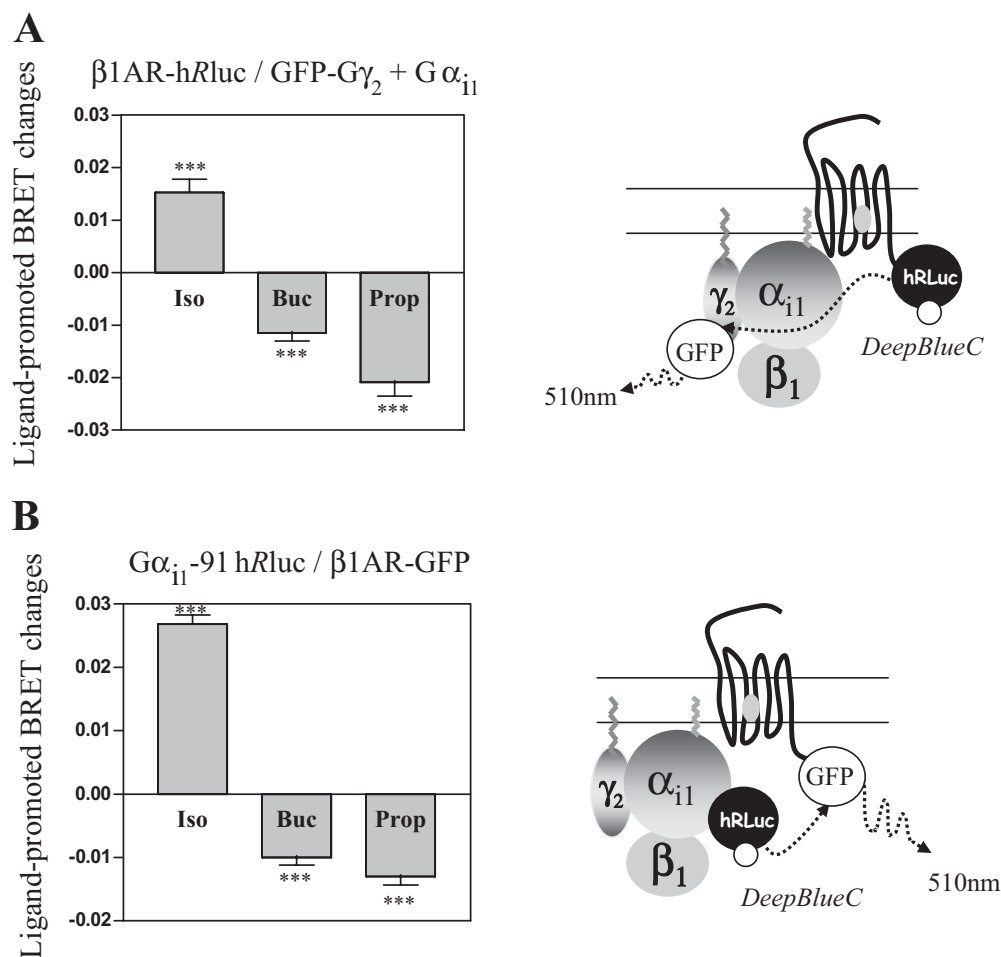 A
Ligand-promoted BRET changes
β1AR-hRluc / GFP-Gγ2 + G αi1
0.03
0.02
0.01
0.00
-0.01
-0.02
-0.03
***
Iso
Buc
***
Prop
***
γ2
αi1
β1
GFP
hRLuc
DeepBlueC
510nm
B
Ligand-promoted BRET changes
Gαi1-91 hRluc / β1AR-GFP
0.03
0.02
0.01
0.00
-0.01
-0.02
***
Iso
Buc
***
Prop
***
γ2
αi1
β1
hRLuc
GFP
DeepBlueC
510nm